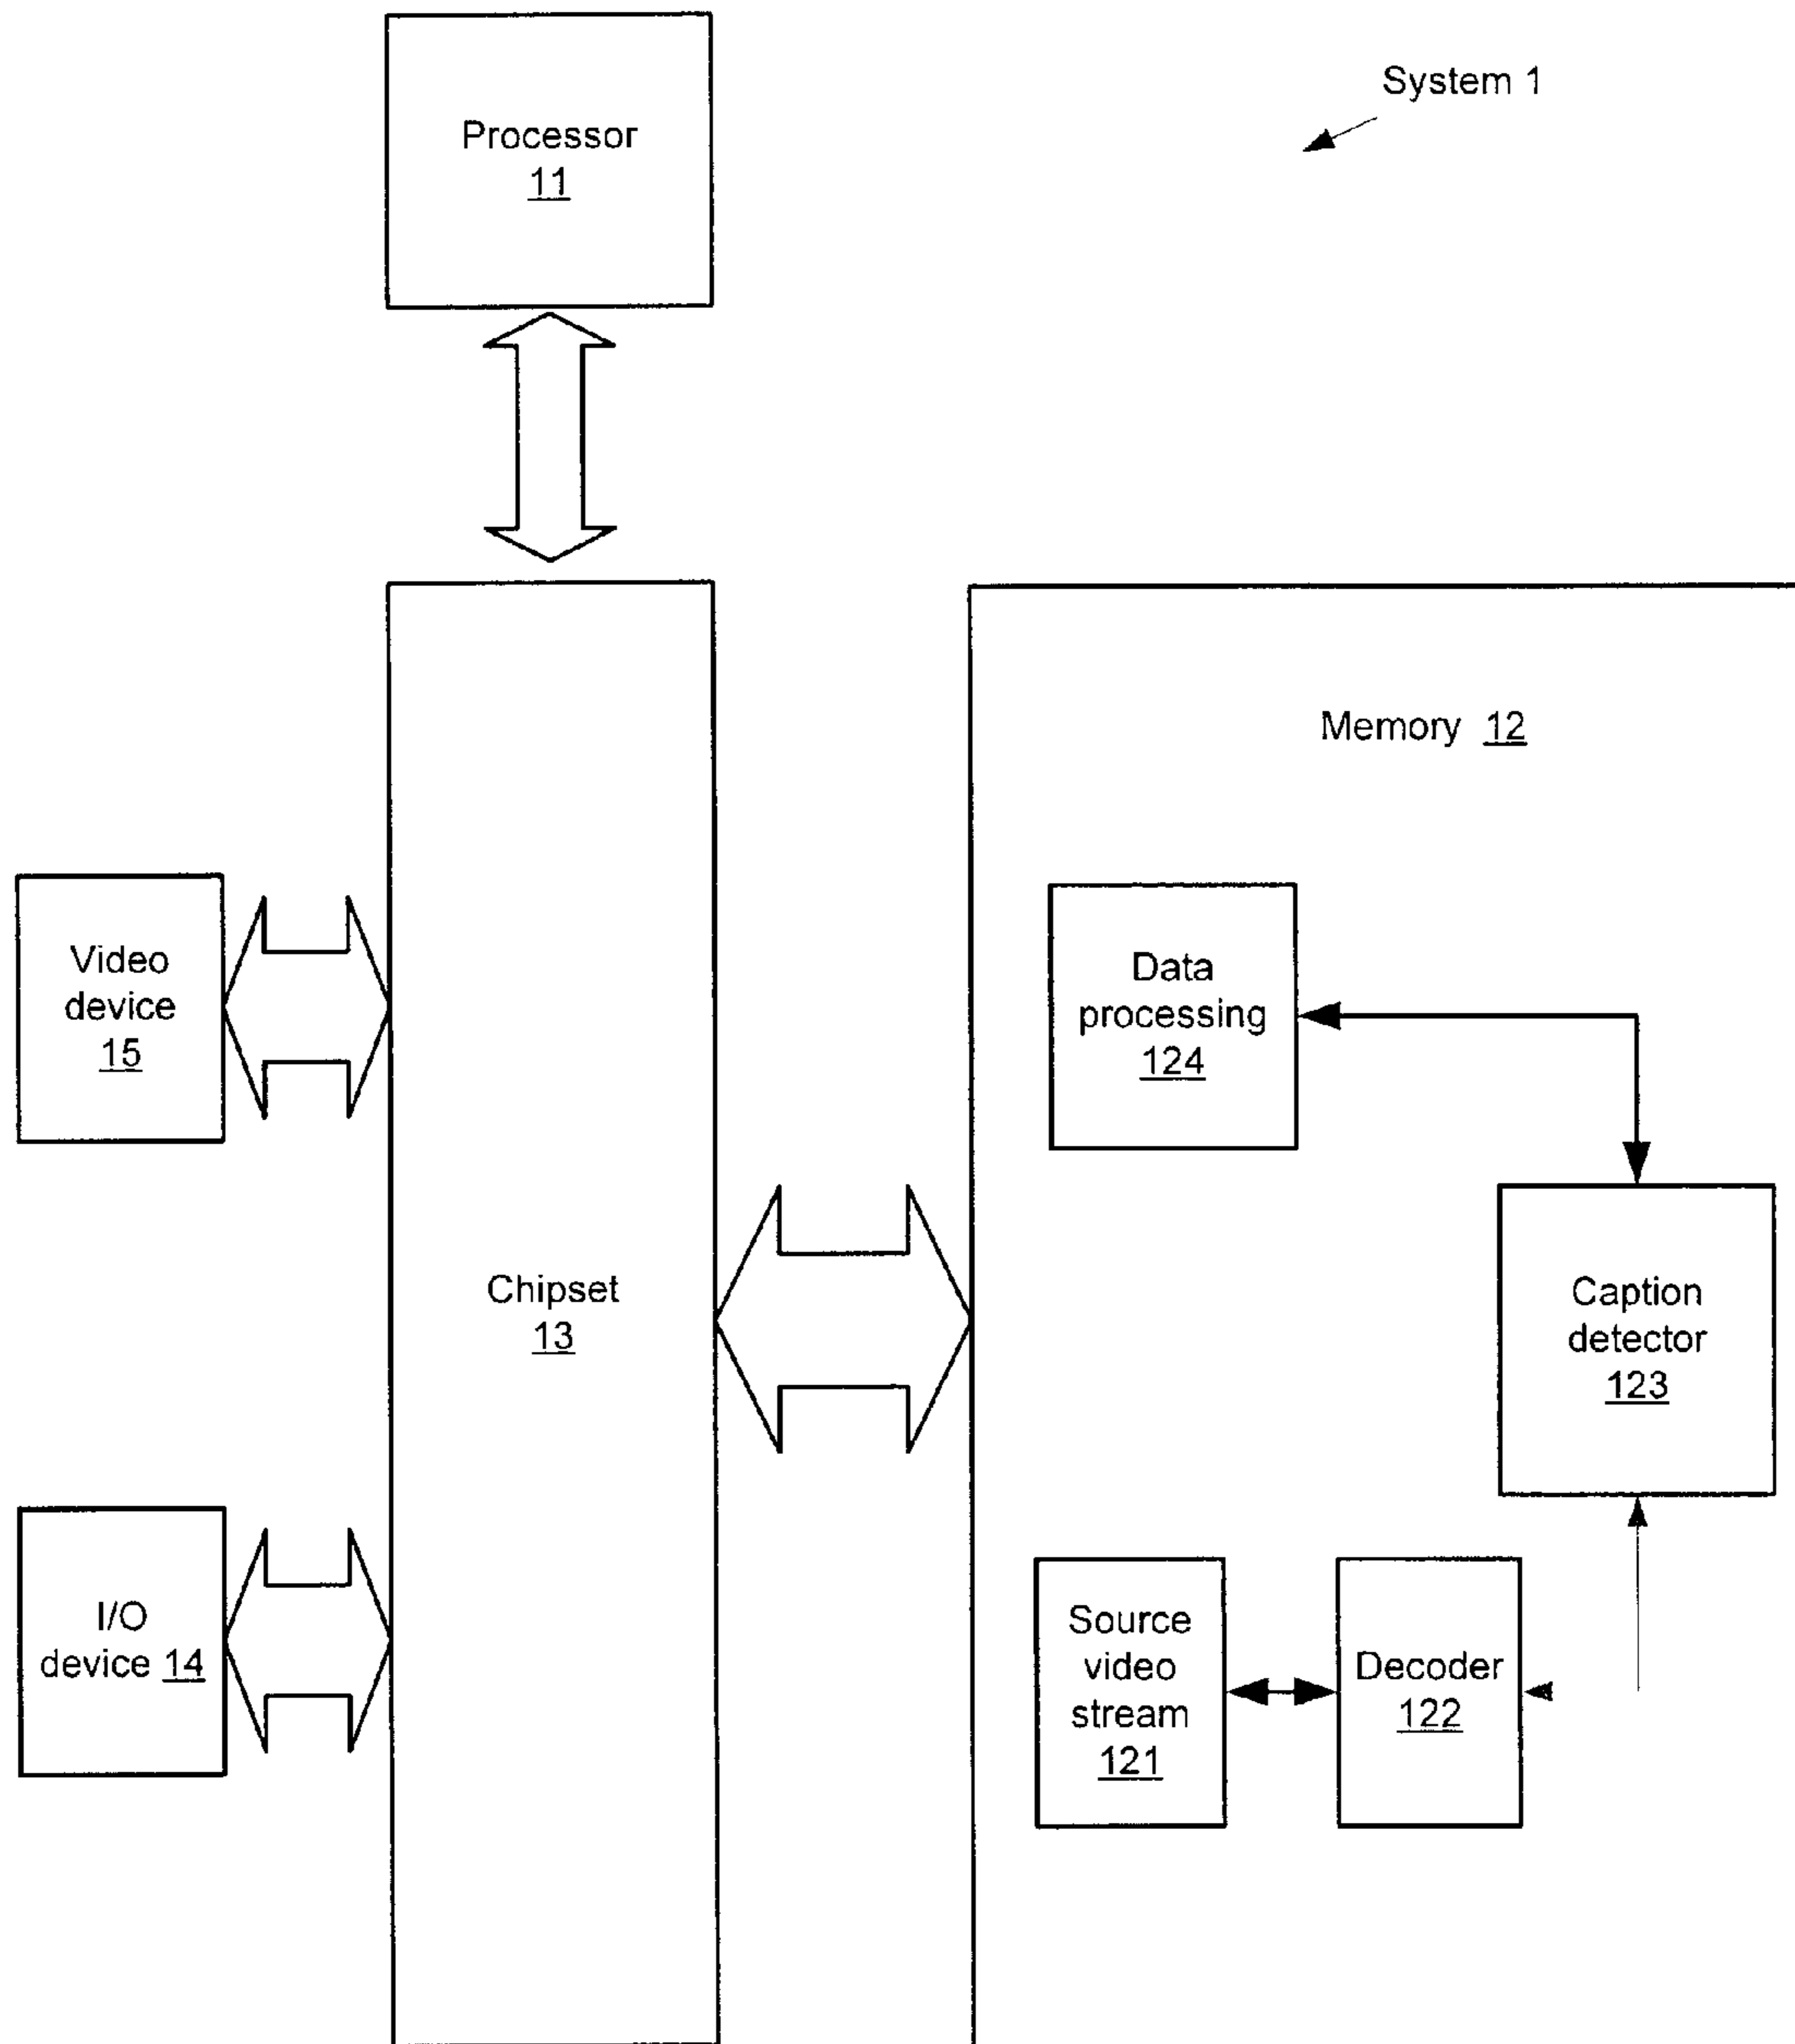 System 1
Processor
11
Memory 12
Video
device
15
Data
processing
124
Chipset
13
Caption
detector
123
I/O
device 14
Source
video
stream
121
Decoder
122